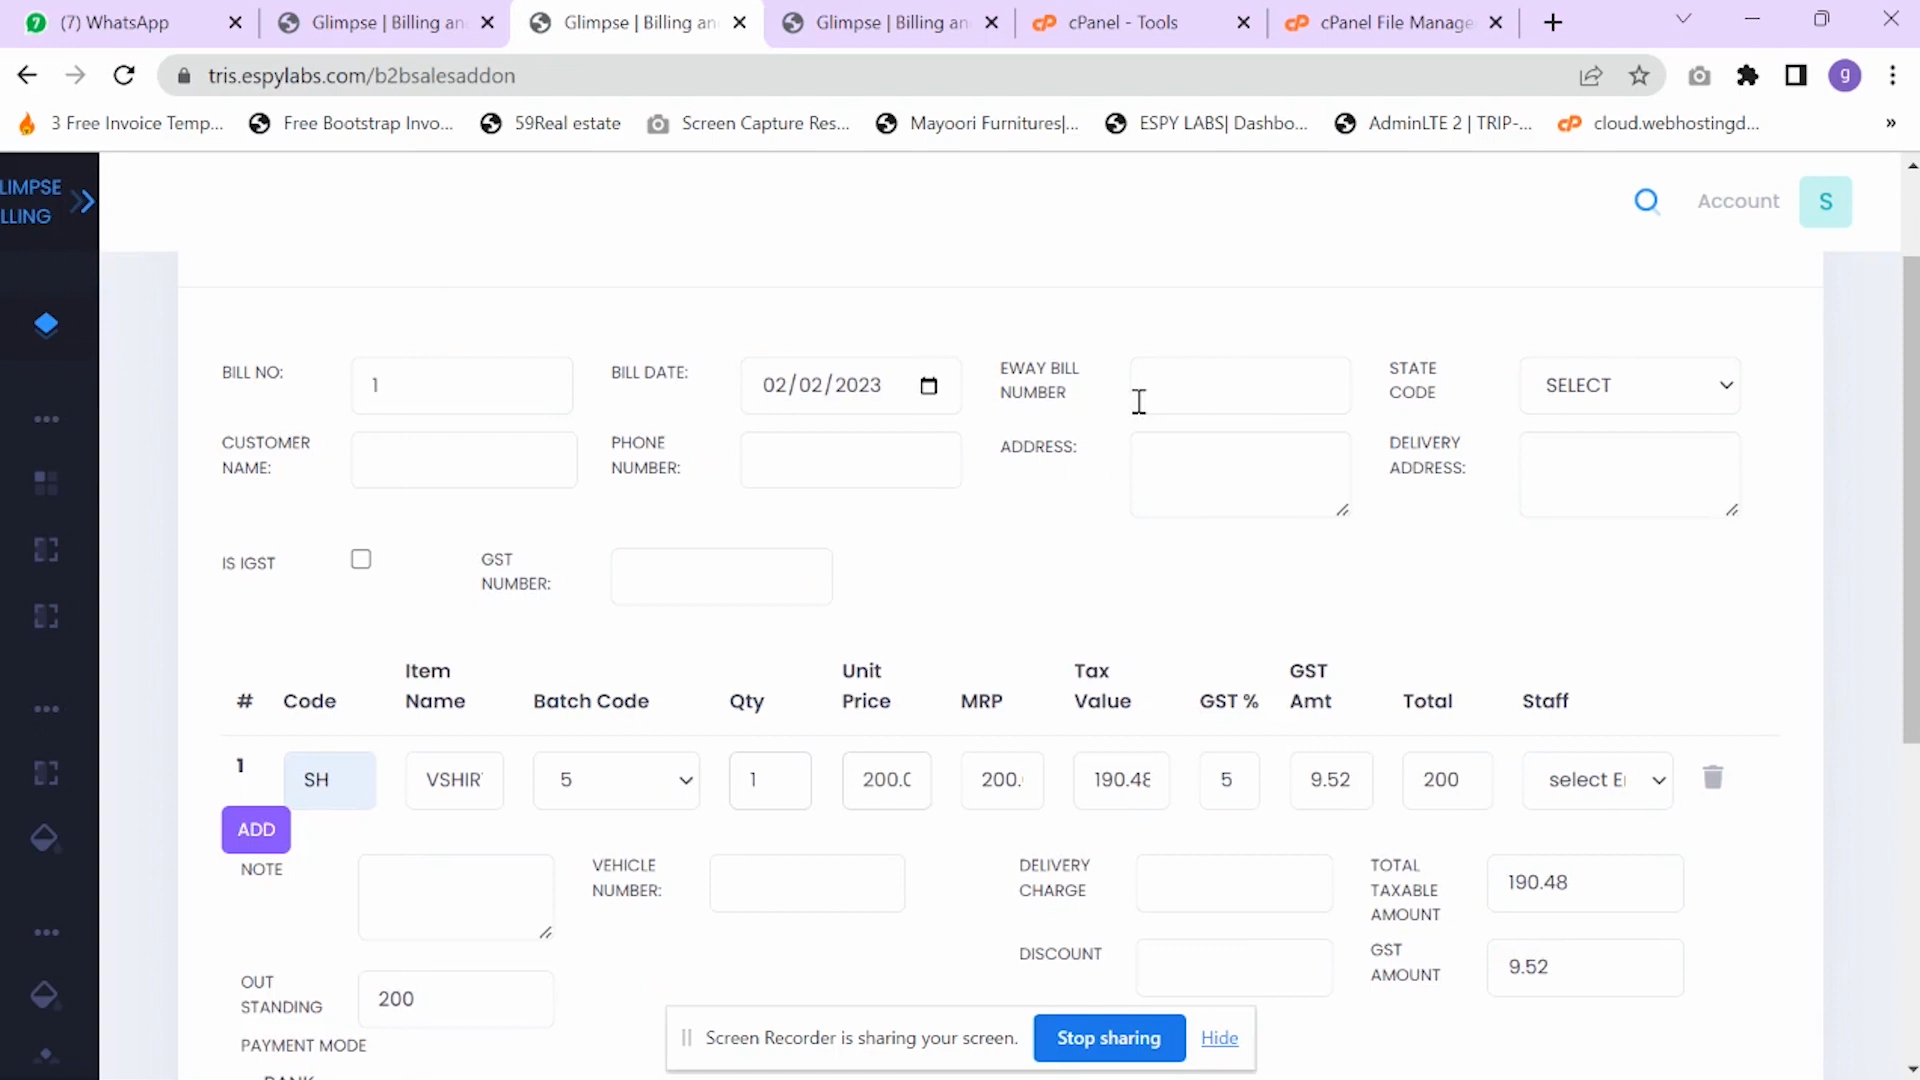 (7) WhatsApp
Glimpse | Billing an
Glimpse | Billing an
Glimpse | Billing an
cPanel - Tools
cPanel File Manage
tris.espylabs.com/b2bsalesaddon
g
3 Free Invoice Temp...
Free Bootstrap Invo...
59Real estate
Screen Capture Res...
Mayoori Furnitures|...
ESPY LABS| Dashbo...
AdminLTE 2 | TRIP-...
cloud.webhostingd...
»
LIMPSE
LLING
Account
S
BILL NO:
1
BILL DATE:
02/02/2023
EWAY BILL
NUMBER
STATE
CODE
SELECT
CUSTOMER
NAME:
PHONE
NUMBER:
ADDRESS:
DELIVERY
ADDRESS:
IS IGST
GST
NUMBER:
# Code Item Name Batch Code Qty Unit Price MRP Tax Value GST % GST Amt Total Staff
1 SH VSHIR 5 1 200.0 200. 190.48 5 9.52 200 select E
ADD
NOTE
VEHICLE
NUMBER:
DELIVERY
CHARGE
TOTAL
TAXABLE
AMOUNT
190.48
DISCOUNT
GST
AMOUNT
9.52
OUT
STANDING
200
PAYMENT MODE
BANK
Screen Recorder is sharing your screen.
Stop sharing
Hide